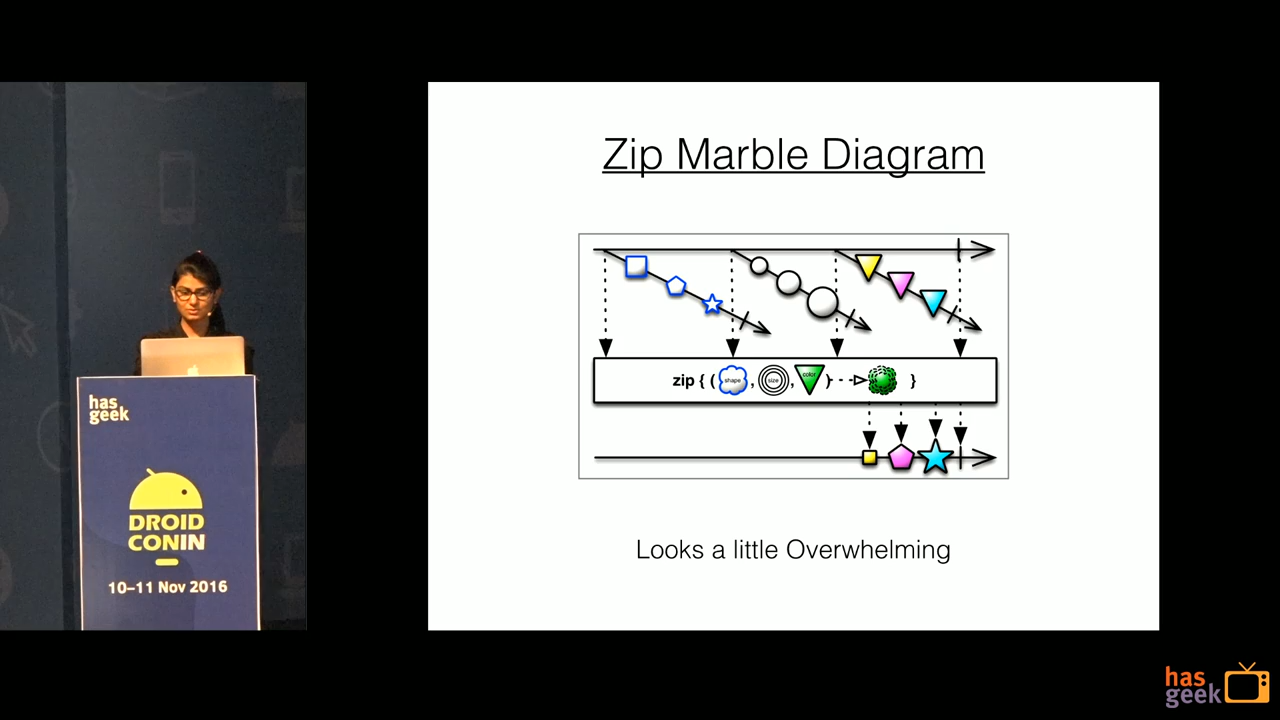 Zip Marble Diagram
zip { ( shape , size , color ) }
Looks a little Overwhelming
has
geek
DROID
CONIN
10–11 Nov 2016
has
geek